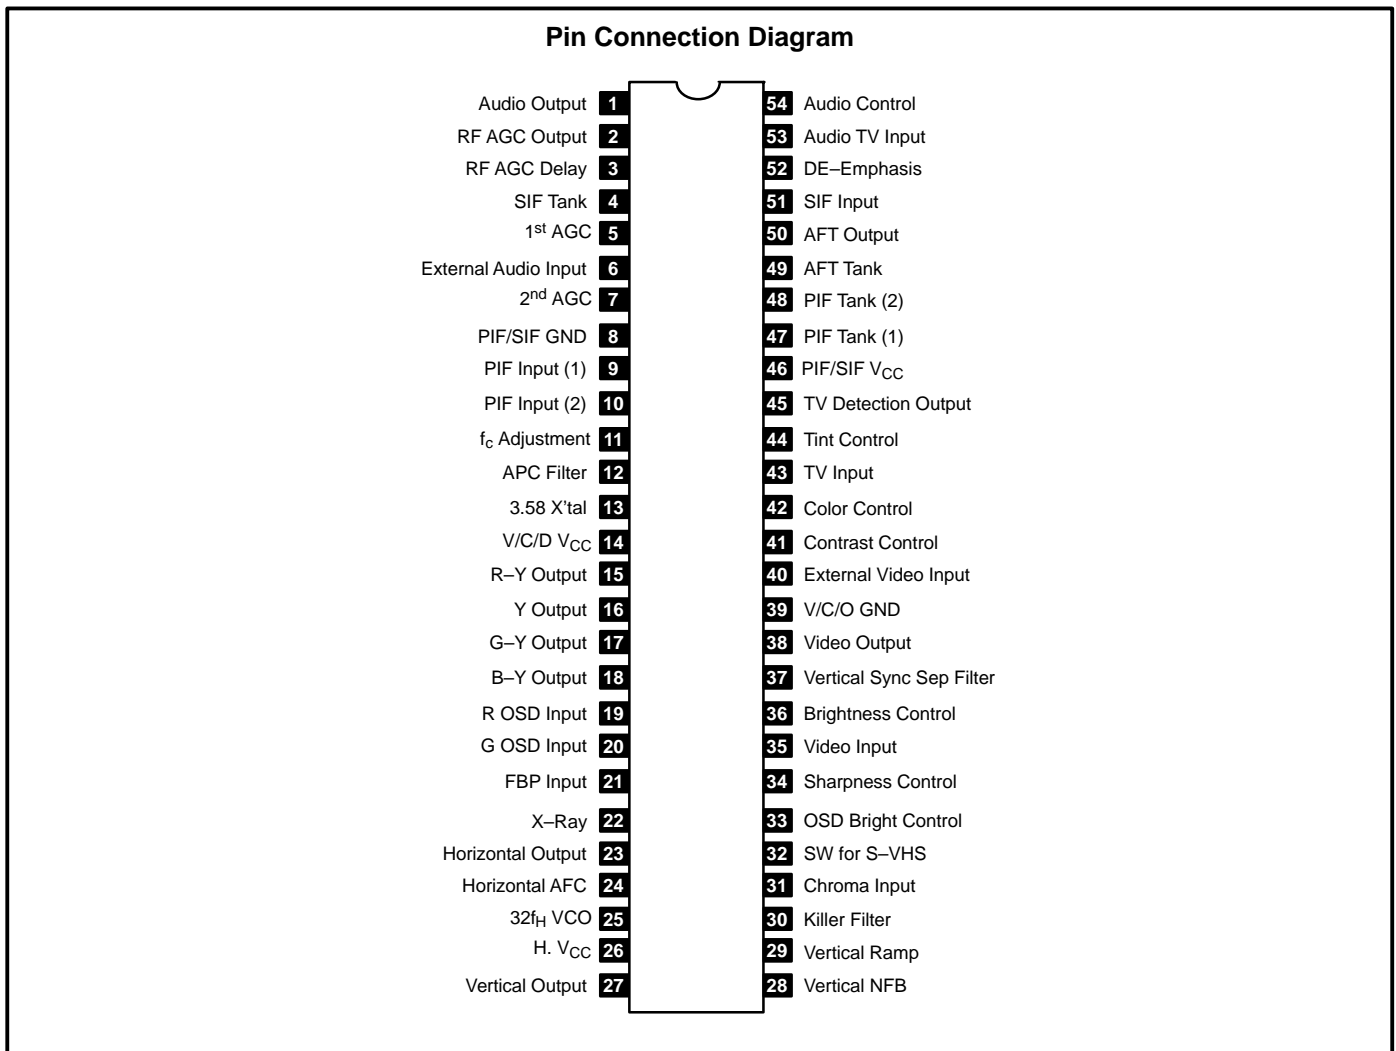 Pin Connection Diagram
Audio Output 1 54 Audio Control
RF AGC Output 2 53 Audio TV Input
RF AGC Delay 3 52 DE–Emphasis
SIF Tank 4 51 SIF Input
1st AGC 5 50 AFT Output
External Audio Input 6 49 AFT Tank
2nd AGC 7 48 PIF Tank (2)
PIF/SIF GND 8 47 PIF Tank (1)
PIF Input (1) 9 46 PIF/SIF VCC
PIF Input (2) 10 45 TV Detection Output
fc Adjustment 11 44 Tint Control
APC Filter 12 43 TV Input
3.58 X’tal 13 42 Color Control
V/C/D VCC 14 41 Contrast Control
R–Y Output 15 40 External Video Input
Y Output 16 39 V/C/O GND
G–Y Output 17 38 Video Output
B–Y Output 18 37 Vertical Sync Sep Filter
R OSD Input 19 36 Brightness Control
G OSD Input 20 35 Video Input
FBP Input 21 34 Sharpness Control
X–Ray 22 33 OSD Bright Control
Horizontal Output 23 32 SW for S–VHS
Horizontal AFC 24 31 Chroma Input
32fH VCO 25 30 Killer Filter
H. VCC 26 29 Vertical Ramp
Vertical Output 27 28 Vertical NFB